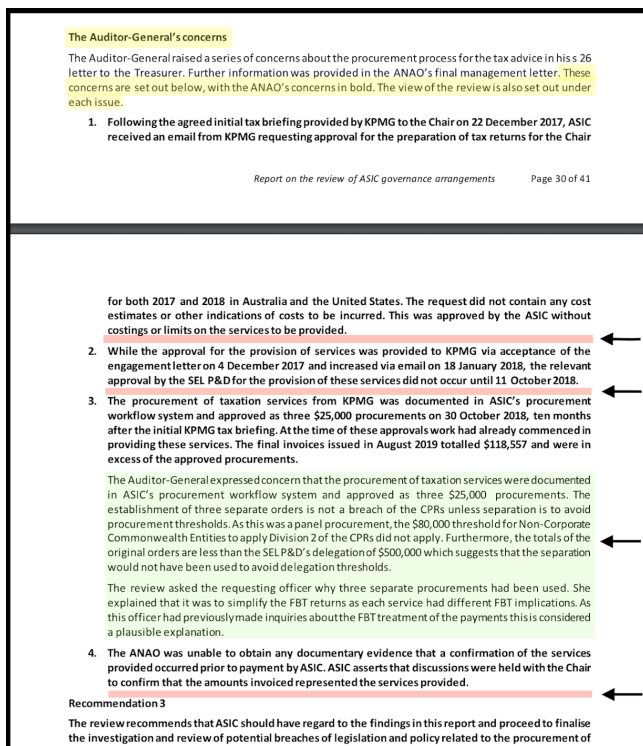 The Auditor-General's concerns
The Auditor-General raised a series of concerns about the procurement process for the tax advice in his s 26
letter to the Treasurer. Further information was provided in the ANAO's final management letter. These
concerns are set out below, with the ANAO's concerns in bold. The view of the review is also set out under
each issue.
1. Following the agreed initial tax briefing provided by KPMG to the Chair on 22 December 2017, ASIC
received an email from KPMG requesting approval for the preparation of tax returns for the Chair
Report on the review of ASIC governance arrangements Page 30 of 41
for both 2017 and 2018 in Australia and the United States. The request did not contain any cost
estimates or other indications of costs to be incurred. This was approved by the ASIC without
costings or limits on the services to be provided.
2. While the approval for the provision of services was provided to KPMG via acceptance of the
engagement letter on 4 December 2017 and increased via email on 18 January 2018, the relevant
approval by the SEL P&D for the provision of these services did not occur until 11 October 2018.
3. The procurement of taxation services from KPMG was documented in ASIC's procurement
workflow system and approved as three $25,000 procurements on 30 October 2018, ten months
after the initial KPMG tax briefing. At the time of these approvals work had already commenced in
providing these services. The final invoices issued in August 2019 totalled $118,557 and were in
excess of the approved procurements.
The Auditor-General expressed concern that the procurement of taxation services were documented
in ASIC's procurement workflow system and approved as three $25,000 procurements. The
establishment of three separate orders is not a breach of the CPRs unless separation is to avoid
procurement thresholds. As this was a panel procurement, the $80,000 threshold for Non-Corporate
Commonwealth Entities to apply Division 2 of the CPRs did not apply. Furthermore, the totals of the
original orders are less than the SEL P&D's delegation of $500,000 which suggests that the separation
would not have been used to avoid delegation thresholds.
The review asked the requesting officer why three separate procurements had been used. She
explained that it was to simplify the FBT returns as each service had different FBT implications. As
this officer had previously made inquiries about the FBT treatment of the payments this is considered
a plausible explanation.
4. The ANAO was unable to obtain any documentary evidence that a confirmation of the services
provided occurred prior to payment by ASIC. ASIC asserts that discussions were held with the Chair
to confirm that the amounts invoiced represented the services provided.
Recommendation 3
The review recommends that ASIC should have regard to the findings in this report and proceed to finalise
the investigation and review of potential breaches of legislation and policy related to the procurement of